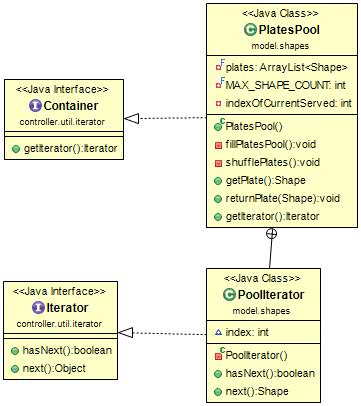 <<Java Class>>
PlatesPool
model.shapes
plates: ArrayList<Shape>
MAX_SHAPE_COUNT: int
indexOfCurrentServed: int
PlatesPool()
fillPlatesPool():void
shufflePlates():void
getPlate():Shape
returnPlate(Shape):void
getIterator():Iterator
<<Java Interface>>
Container
controller.util.iterator
getIterator():Iterator
<<Java Interface>>
Iterator
controller.util.iterator
hasNext():boolean
next():Object
<<Java Class>>
PoolIterator
model.shapes
index: int
PoolIterator()
hasNext():boolean
next():Shape